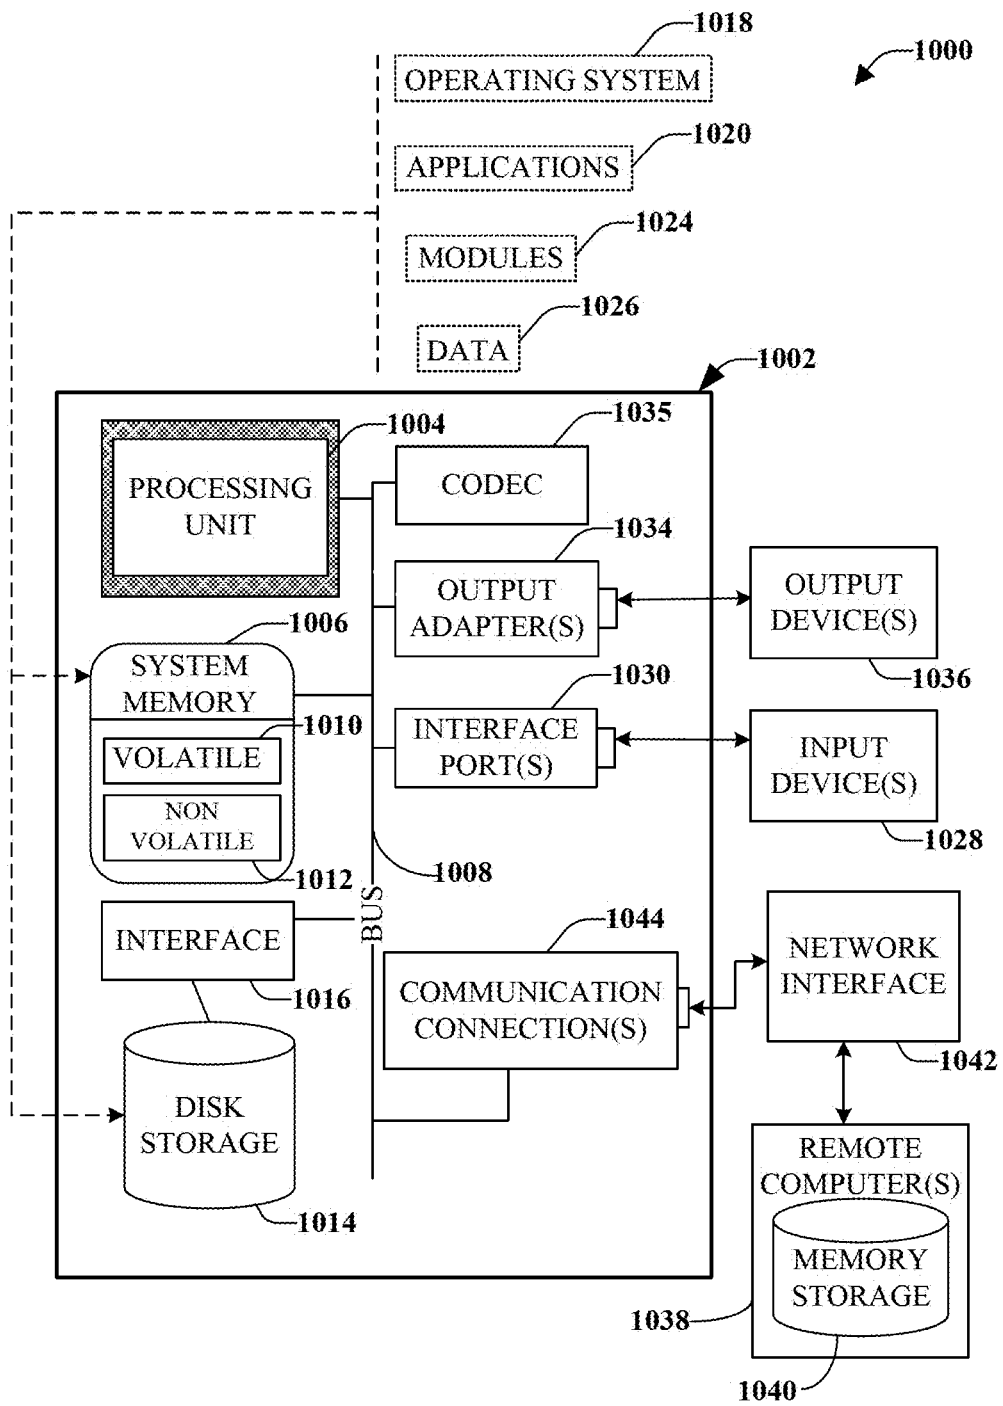 1018
1000
OPERATING SYSTEM
1020
APPLICATIONS
1024
MODULES
1026
DATA
1002
1004
PROCESSING
UNIT
1035
CODEC
1034
OUTPUT
ADAPTER(S)
OUTPUT
DEVICE(S)
1036
1006
SYSTEM
MEMORY
1010
VOLATILE
NON
VOLATILE
1012
1030
INTERFACE
PORT(S)
INPUT
DEVICE(S)
1028
1008
BUS
INTERFACE
1016
1044
COMMUNICATION
CONNECTION(S)
NETWORK
INTERFACE
1042
DISK
STORAGE
1014
REMOTE
COMPUTER(S)
MEMORY
STORAGE
1038
1040